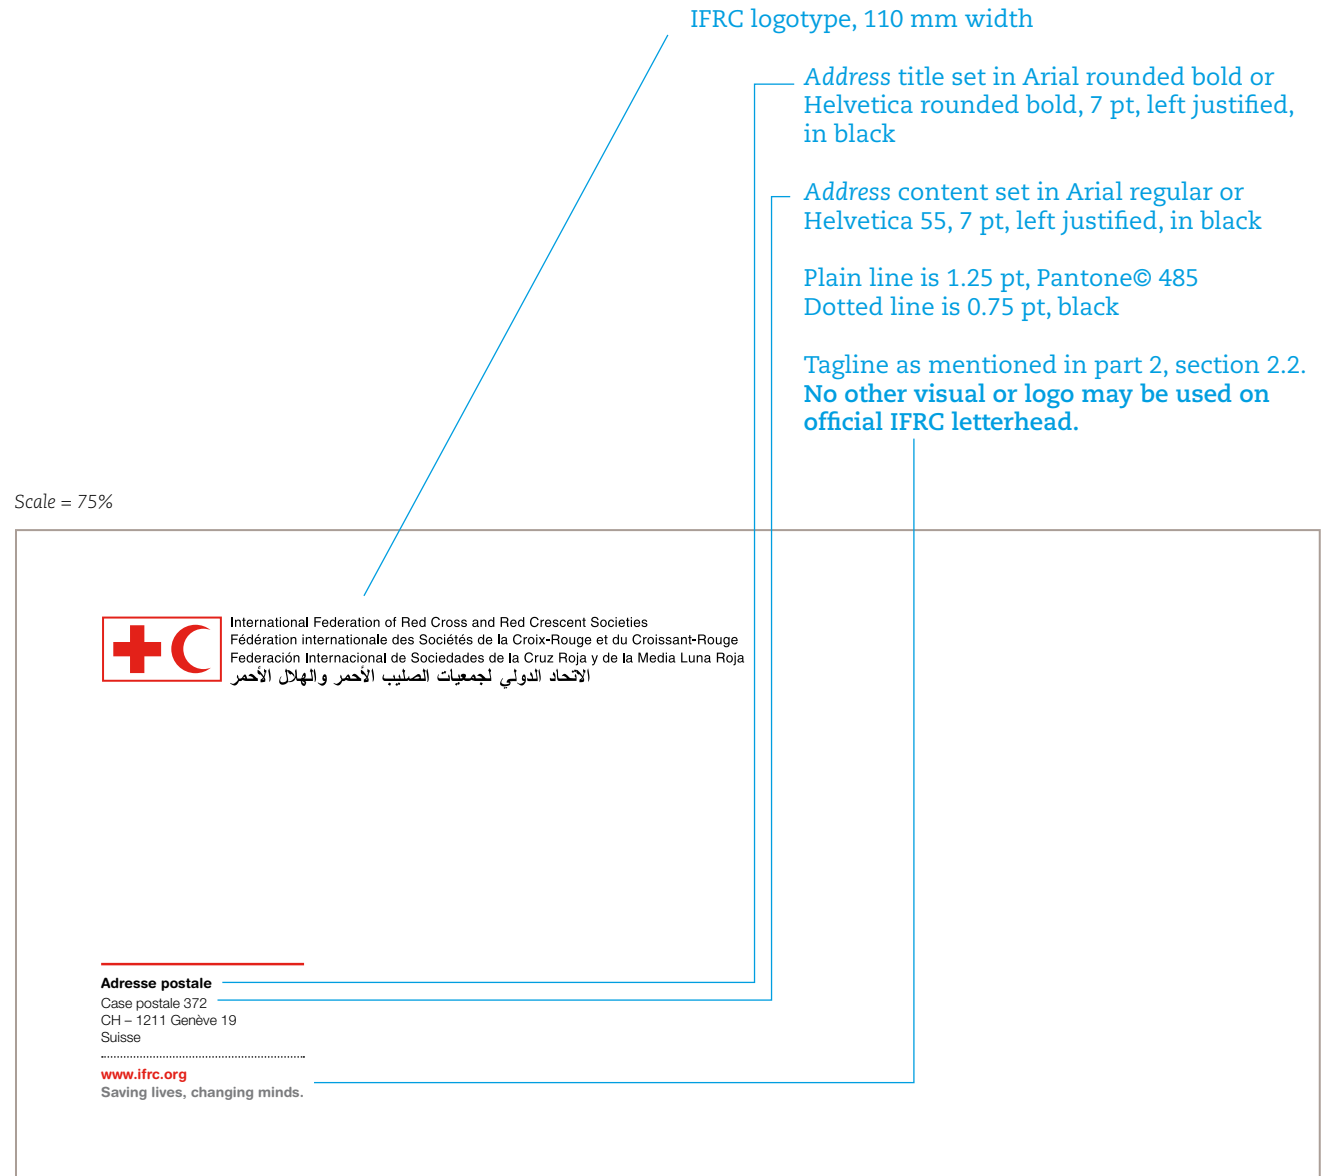 IFRC logotype, 110 mm width
Address title set in Arial rounded bold or
Helvetica rounded bold, 7 pt, left justified,
in black
Address content set in Arial regular or
Helvetica 55, 7 pt, left justified, in black
Plain line is 1.25 pt, Pantone© 485
Dotted line is 0.75 pt, black
Tagline as mentioned in part 2, section 2.2.
No other visual or logo may be used on
official IFRC letterhead.
Scale = 75%
International Federation of Red Cross and Red Crescent Societies
Fédération internationale des Sociétés de la Croix-Rouge et du Croissant-Rouge
Federación Internacional de Sociedades de la Cruz Roja y de la Media Luna Roja
الاتحاد الدولي لجمعيات الصليب الأحمر والهلال الأحمر
Adresse postale
Case postale 372
CH – 1211 Genève 19
Suisse
www.ifrc.org
Saving lives, changing minds.